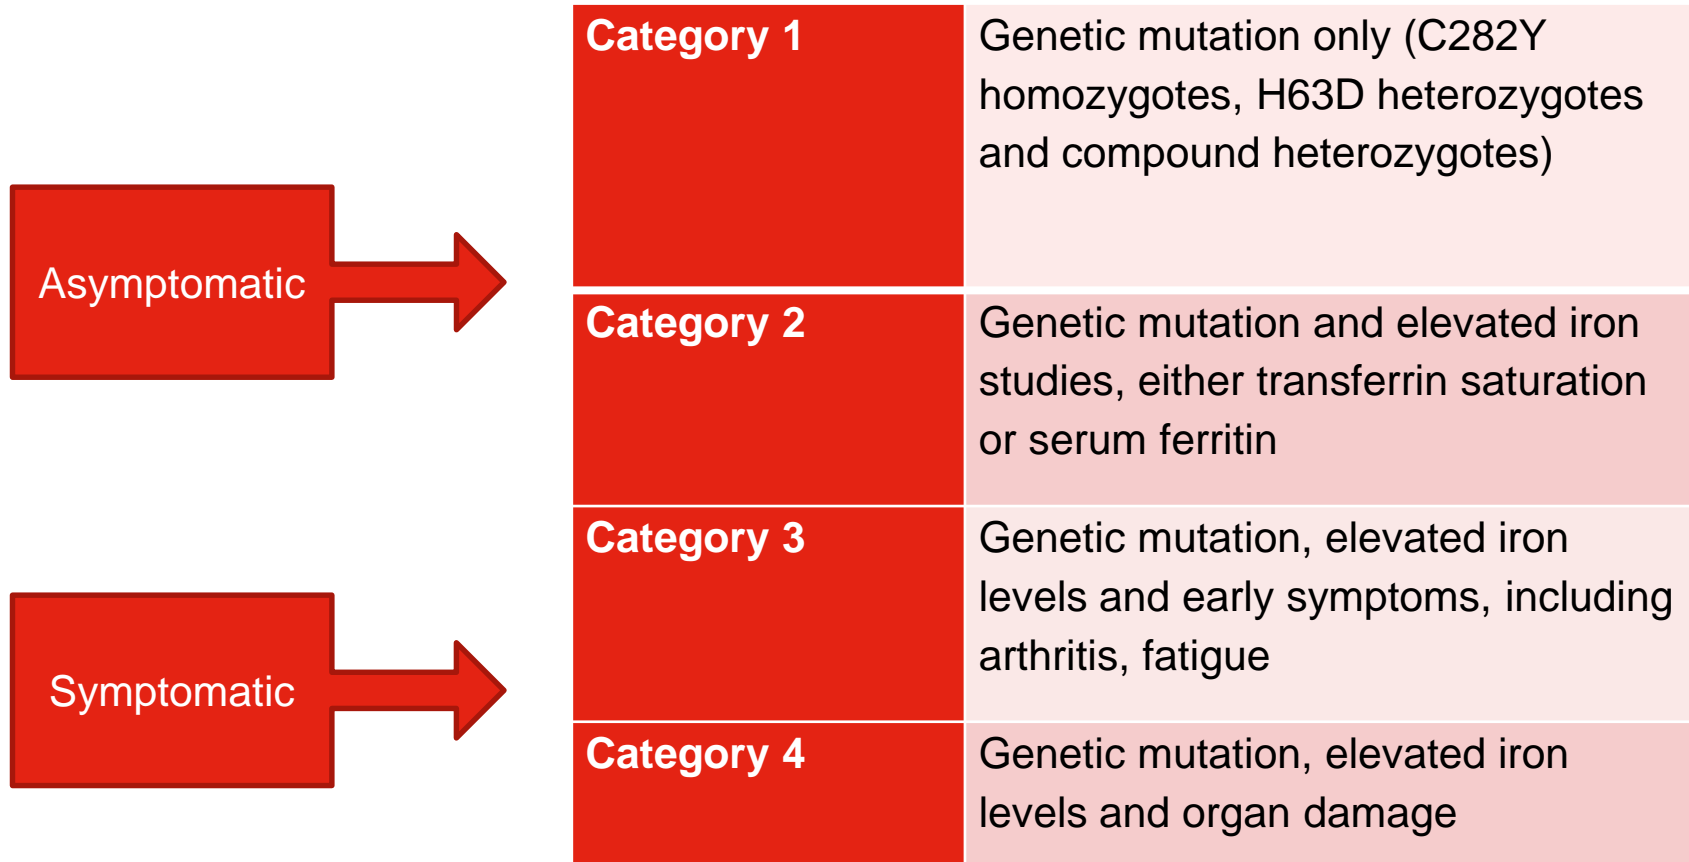 Asymptomatic
Symptomatic
Category 1
Genetic mutation only (C282Y
homozygotes, H63D heterozygotes
and compound heterozygotes)
Category 2
Genetic mutation and elevated iron
studies, either transferrin saturation
or serum ferritin
Category 3
Genetic mutation, elevated iron
levels and early symptoms, including
arthritis, fatigue
Category 4
Genetic mutation, elevated iron
levels and organ damage